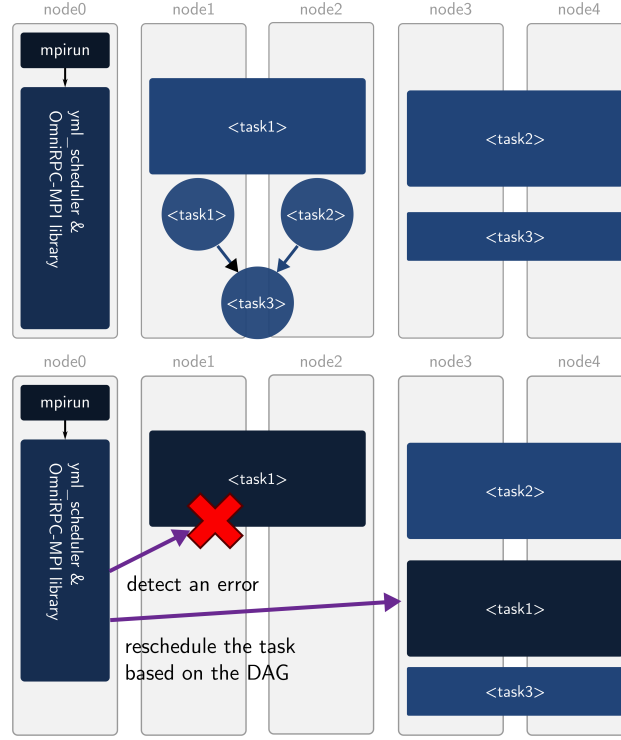 node0
node1
node2
node3
node4
mpirun
yml_scheduler &
OmniRPC-MPI library
<task1>
<task1>
<task2>
<task3>
<task2>
<task3>
node0
node1
node2
node3
node4
mpirun
yml_scheduler &
OmniRPC-MPI library
<task1>
detect an error
reschedule the task
based on the DAG
<task2>
<task1>
<task3>